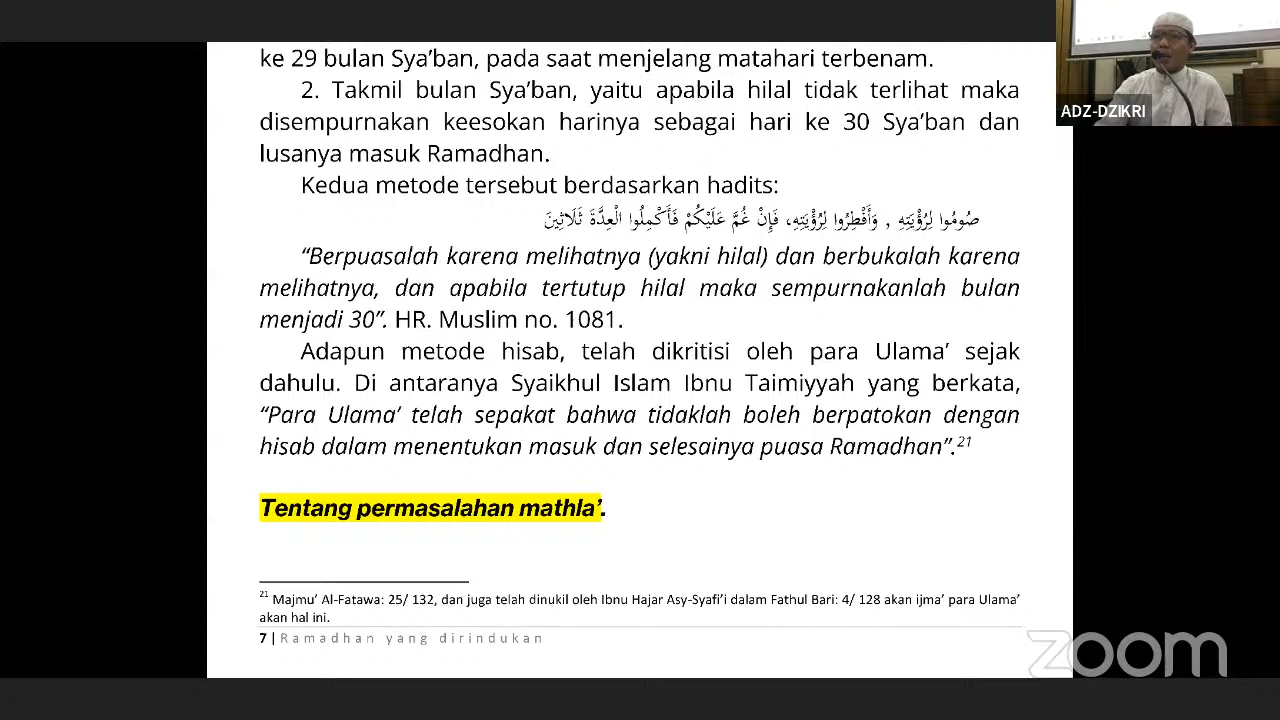 ke 29 bulan Sya’ban, pada saat menjelang matahari terbenam.
2. Takmil bulan Sya’ban, yaitu apabila hilal tidak terlihat maka
disempurnakan keesokan harinya sebagai hari ke 30 Sya’ban dan
lusanya masuk Ramadhan.
Kedua metode tersebut berdasarkan hadits:
صُومُوا لِرُؤْيَتِهِ , وَأَفْطِرُوا لِرُؤْيَتِهِ، فَإِنْ غُمَّ عَلَيْكُمْ فَأَكْمِلُوا الْعِدَّةَ ثَلَاثِينَ
“Berpuasalah karena melihatnya (yakni hilal) dan berbukalah karena
melihatnya, dan apabila tertutup hilal maka sempurnakanlah bulan
menjadi 30”. HR. Muslim no. 1081.
Adapun metode hisab, telah dikritisi oleh para Ulama’ sejak
dahulu. Di antaranya Syaikhul Islam Ibnu Taimiyyah yang berkata,
“Para Ulama’ telah sepakat bahwa tidaklah boleh berpatokan dengan
hisab dalam menentukan masuk dan selesainya puasa Ramadhan”.21
Tentang permasalahan mathla’.
21 Majmu’ Al-Fatawa: 25/ 132, dan juga telah dinukil oleh Ibnu Hajar Asy-Syafi’i dalam Fathul Bari: 4/ 128 akan ijma’ para Ulama’
akan hal ini.
7 | Ramadhan yang dirindukan
ADZ-DZIKRI
zoom